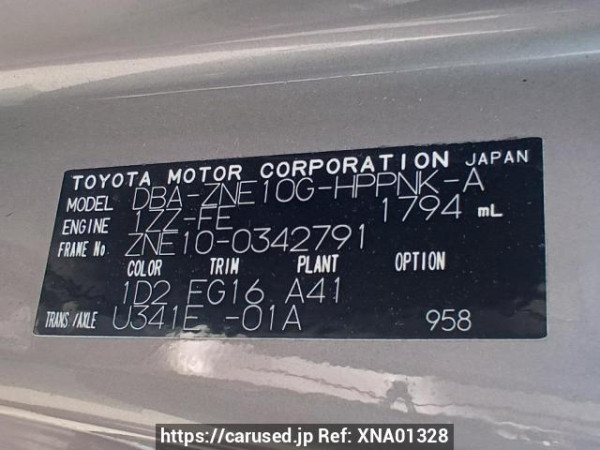 TOYOTA MOTOR CORPORATION JAPAN
MODEL DBA-ZNE10G-HPPNK-A
ENGINE 1ZZ-FE 1794 mL
FRAME No ZNE10-0342791
COLOR TRIM PLANT OPTION
1D2 EG16 A41
TRANS/AXLE U341E -01A 958
https://carused.jp Ref: XNA01328